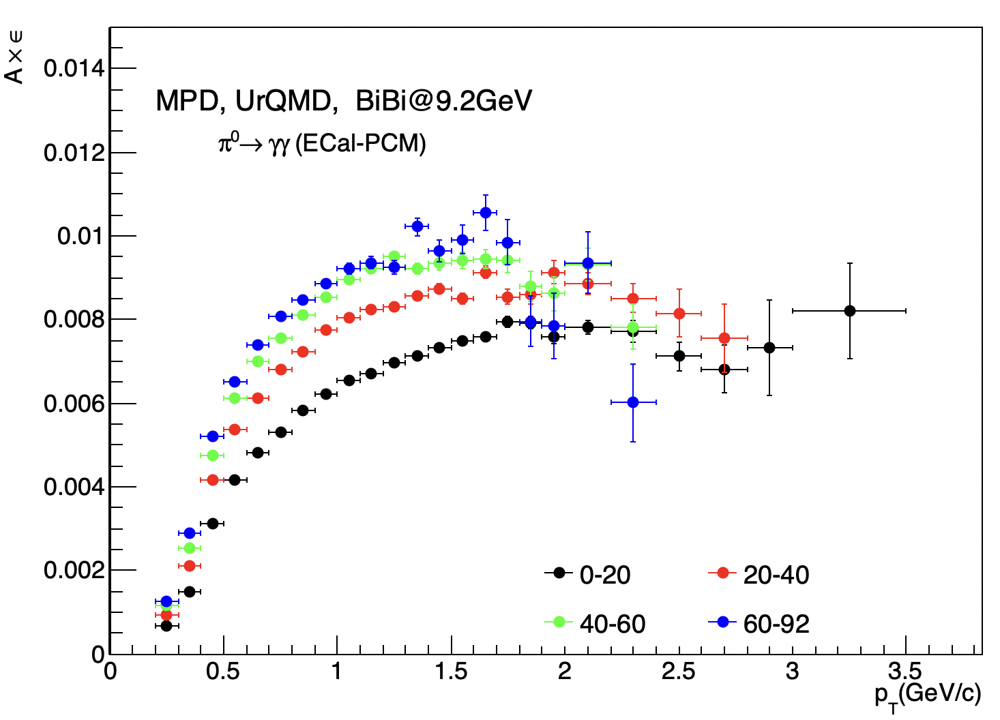 A×ϵ
0.014
MPD, UrQMD, BiBi@9.2GeV
π⁰→ γγ (ECal-PCM)
0.012
0.01
0.008
0.006
0.004
0.002
0-20 20-40
40-60 60-92
0
0 0.5 1 1.5 2 2.5 3 3.5
p_T(GeV/c)